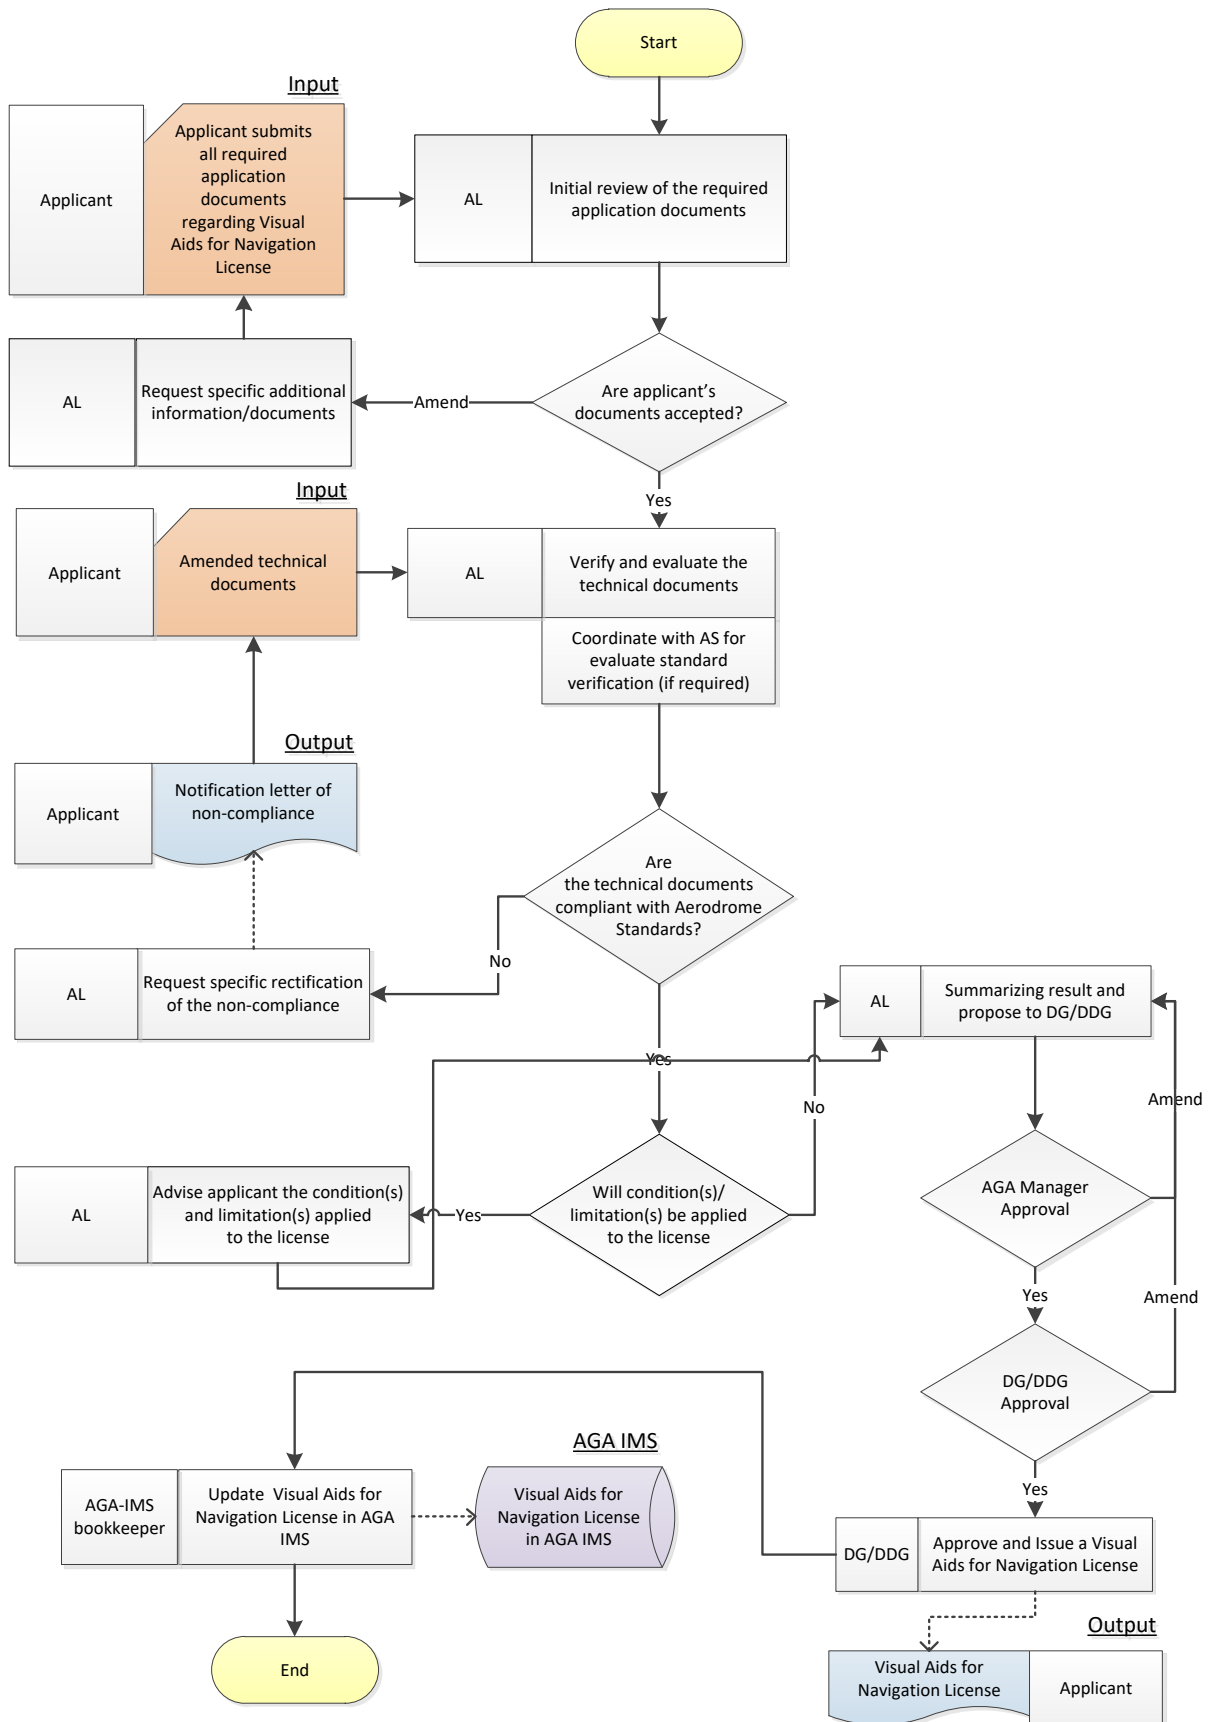 Start
Input
Applicant
Applicant submits
all required
application
documents
regarding Visual
Aids for Navigation
License
AL
Initial review of the required
application documents
AL
Request specific additional
information/documents
Amend
Are applicant's
documents accepted?
Yes
Input
Applicant
Amended technical
documents
AL
Verify and evaluate the
technical documents
Coordinate with AS for
evaluate standard
verification (if required)
Output
Applicant
Notification letter of
non-compliance
Are
the technical documents
compliant with Aerodrome
Standards?
No
AL
Request specific rectification
of the non-compliance
AL
Summarizing result and
propose to DG/DDG
Yes
No
Amend
AL
Advise applicant the condition(s)
and limitation(s) applied
to the license
Yes
Will condition(s)/
limitation(s) be applied
to the license
AGA Manager
Approval
Yes
Amend
DG/DDG
Approval
AGA IMS
AGA-IMS
bookkeeper
Update Visual Aids for
Navigation License in AGA
IMS
Visual Aids for
Navigation License
in AGA IMS
Yes
DG/DDG
Approve and Issue a Visual
Aids for Navigation License
Output
End
Visual Aids for
Navigation License
Applicant